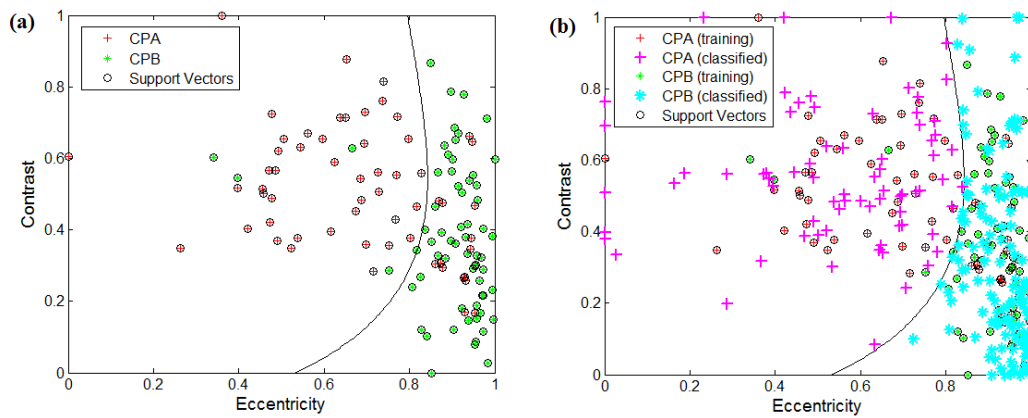 (a)
1
0.8
0.6
0.4
0.2
0
Contrast
CPA
CPB
Support Vectors
0 0.2 0.4 0.6 0.8 1
Eccentricity
(b)
1
0.8
0.6
0.4
0.2
0
Contrast
CPA (training)
CPA (classified)
CPB (training)
CPB (classified)
Support Vectors
0 0.2 0.4 0.6 0.8
Eccentricity